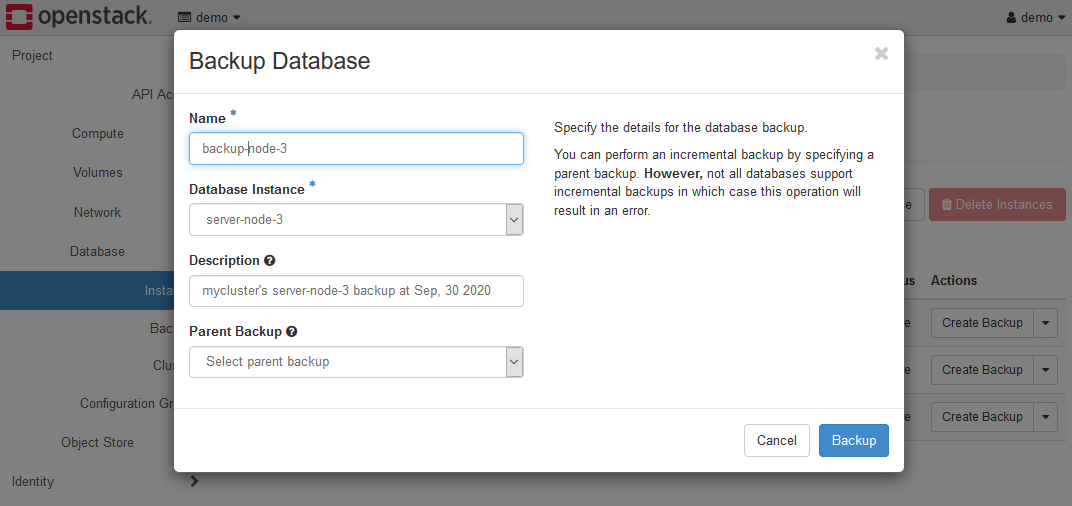 openstack.
demo
demo
Project
API Ac
Compute
Volumes
Network
Database
Insta
Bac
Clus
Configuration Gr
Object Store
Identity
Backup Database
×
Name *
backup-node-3
Database Instance *
server-node-3
Description
mycluster's server-node-3 backup at Sep, 30 2020
Parent Backup
Select parent backup
Specify the details for the database backup.
You can perform an incremental backup by specifying a
parent backup. However, not all databases support
incremental backups in which case this operation will
result in an error.
Cancel
Backup
e
Delete Instances
us
Actions
e
Create Backup
e
Create Backup
e
Create Backup